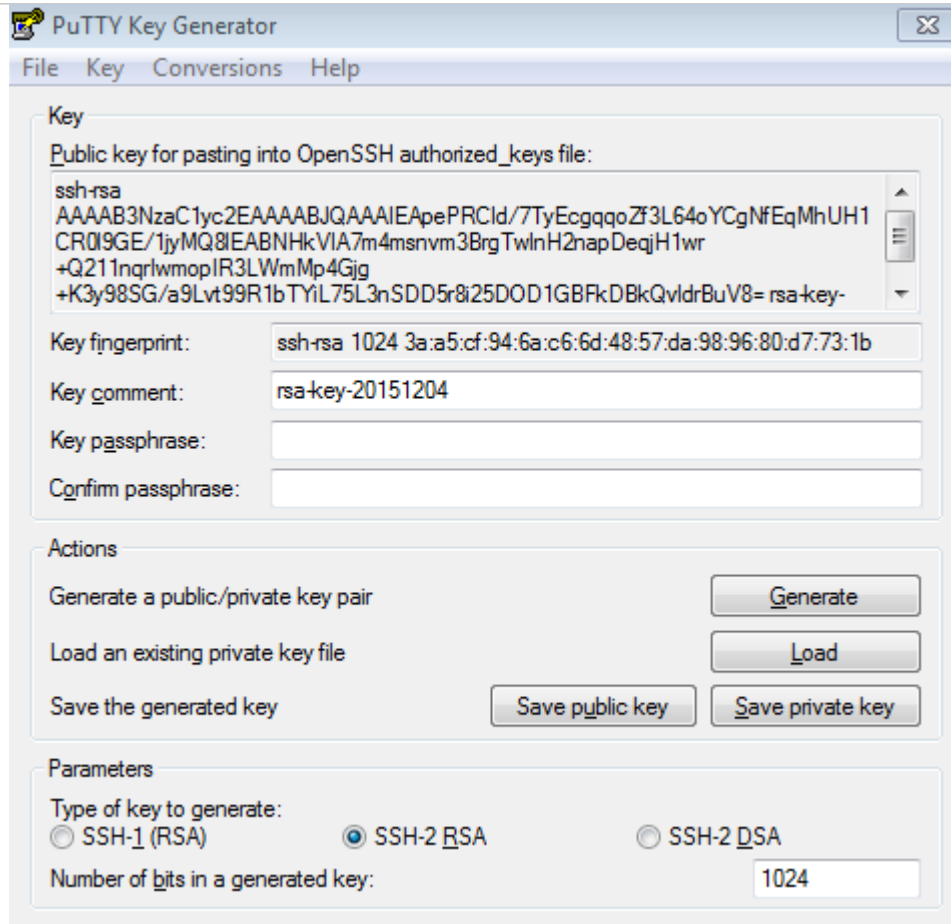 PuTTY Key Generator
File Key Conversions Help
Key
Public key for pasting into OpenSSH authorized_keys file:
ssh-rsa
AAAAB3NzaC1yc2EAAAABJQAAAIEApePRCld/7TyEcgqqoZf3L64oYCgNfEqMhUH1
CR0l9GE/1jyMQ8lEABNHkVIA7m4msnvm3BrgTwlnH2napDeqjH1wr
+Q211nqrlwmopIR3LWmMp4Gjg
+K3y98SG/a9Lvt99R1bTYiL75L3nSDD5r8i25DOD1GBFkDBkQvldrBuV8= rsa-key-
Key fingerprint: ssh-rsa 1024 3a:a5:cf:94:6a:c6:6d:48:57:da:98:96:80:d7:73:1b
Key comment: rsa-key-20151204
Key passphrase:
Confirm passphrase:
Actions
Generate a public/private key pair Generate
Load an existing private key file Load
Save the generated key Save public key Save private key
Parameters
Type of key to generate:
SSH-1 (RSA) SSH-2 RSA SSH-2 DSA
Number of bits in a generated key: 1024